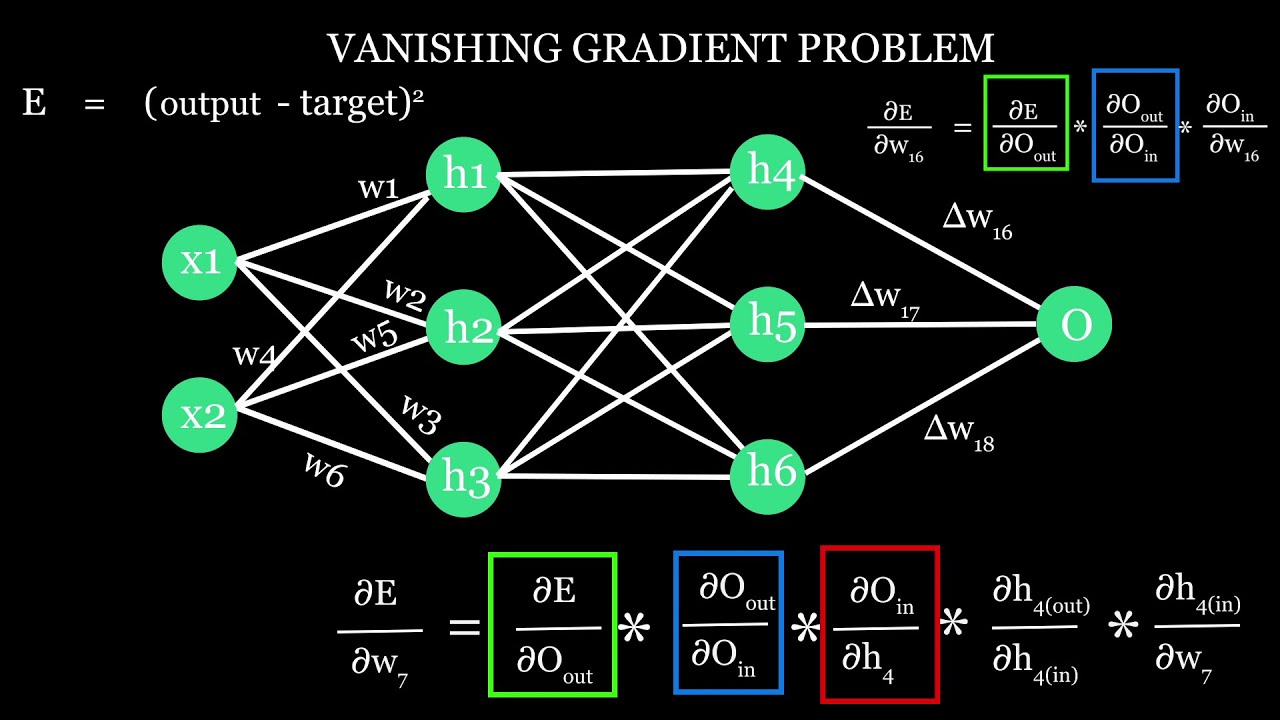 VANISHING GRADIENT PROBLEM
E = (output - target)²
∂E/∂w₁₆ = ∂E/∂Oₒᵤₜ * ∂Oₒᵤₜ/∂Oᵢₙ * ∂Oᵢₙ/∂w₁₆
x1
x2
w1
w2
w5
w4
w3
w6
h1
h2
h3
h4
h5
h6
Δw₁₆
Δw₁₇
Δw₁₈
O
∂E/∂w₇ = ∂E/∂Oₒᵤₜ * ∂Oₒᵤₜ/∂Oᵢₙ * ∂Oᵢₙ/∂h₄ * ∂h₄(out)/∂h₄(in) * ∂h₄(in)/∂w₇